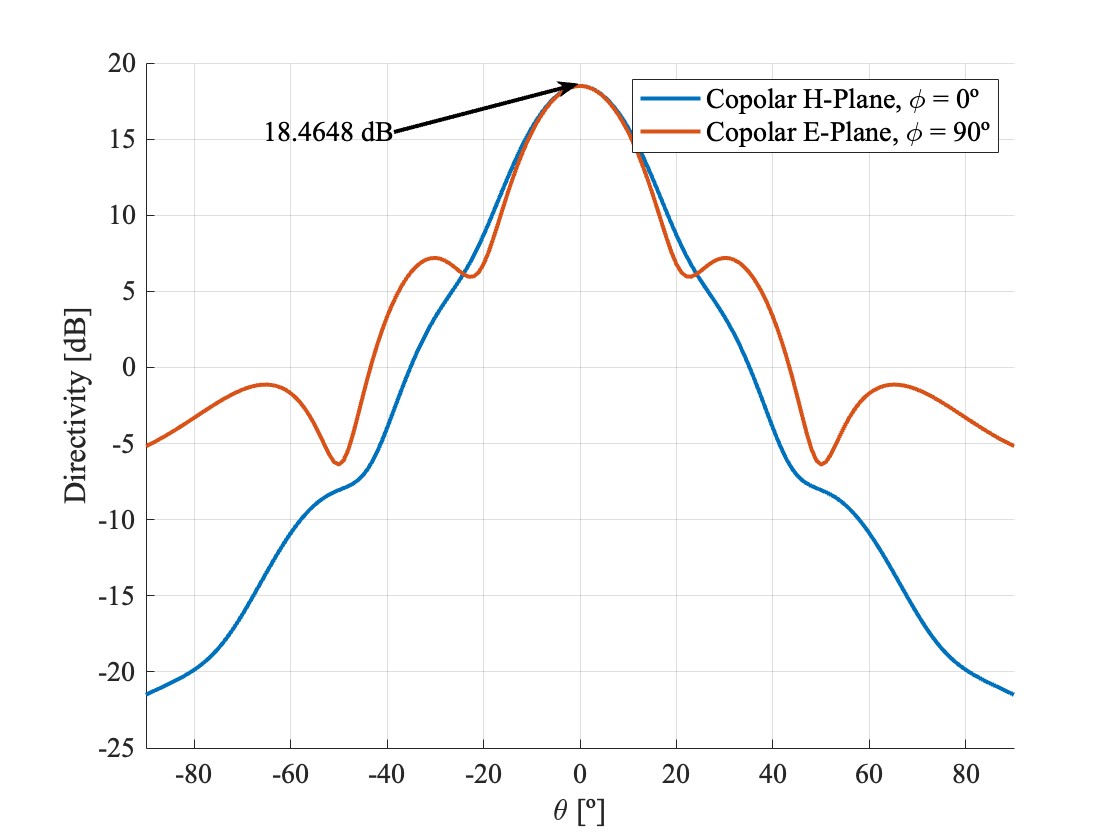 20
15
10
5
0
-5
-10
-15
-20
-25
Directivity [dB]
18.4648 dB
Copolar H-Plane, ϕ = 0º
Copolar E-Plane, ϕ = 90º
-80 -60 -40 -20 0 20 40 60 80
θ [º]